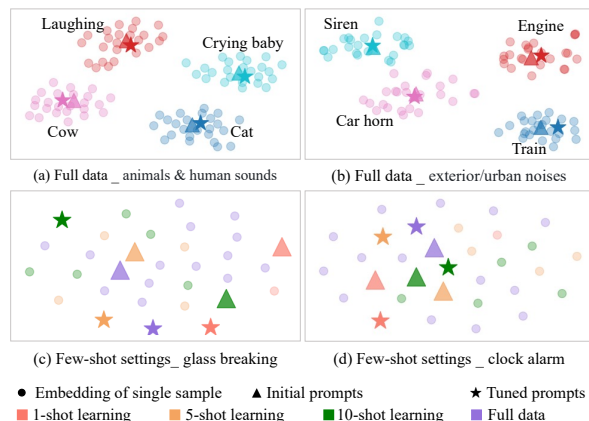 Laughing
Crying baby
Cow
Cat
(a) Full data _ animals & human sounds
Siren
Engine
Car horn
Train
(b) Full data _ exterior/urban noises
(c) Few-shot settings_ glass breaking
(d) Few-shot settings _ clock alarm
Embedding of single sample
Initial prompts
Tuned prompts
1-shot learning
5-shot learning
10-shot learning
Full data